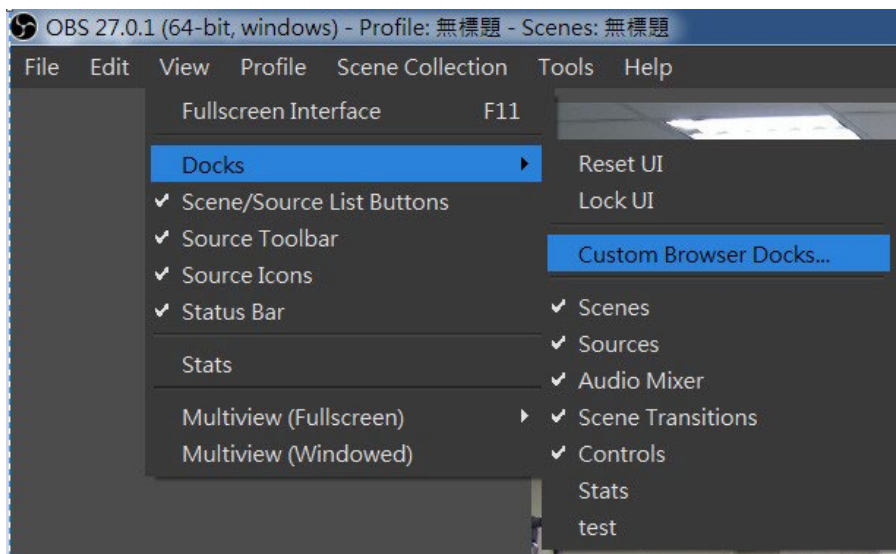 OBS 27.0.1 (64-bit, windows) - Profile: 無標題 - Scenes: 無標題
File Edit View Profile Scene Collection Tools Help
Fullscreen Interface F11
Docks
Scene/Source List Buttons
Source Toolbar
Source Icons
Status Bar
Stats
Multiview (Fullscreen)
Multiview (Windowed)
Reset UI
Lock UI
Custom Browser Docks...
Scenes
Sources
Audio Mixer
Scene Transitions
Controls
Stats
test